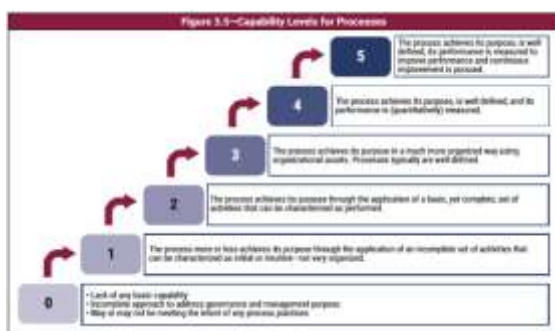 Figure 3.5—Capability Levels for Processes
5
The process achieves its purpose, is well
defined, its performance is measured to
improve performance and continuous
improvement is pursued.
4
The process achieves its purpose, is well defined, and its
performance is (quantitatively) measured.
3
The process achieves its purpose in a much more organized way using
organizational assets. Processes typically are well defined.
2
The process achieves its purpose through the application of a basic, yet complete, set of
activities that can be characterized as performed.
1
The process more or less achieves its purpose through the application of an incomplete set of activities that
can be characterized as initial or intuitive—not very organized.
0
• Lack of any basic capability
• Incomplete approach to address governance and management purpose
• May or may not be meeting the intent of any process practices